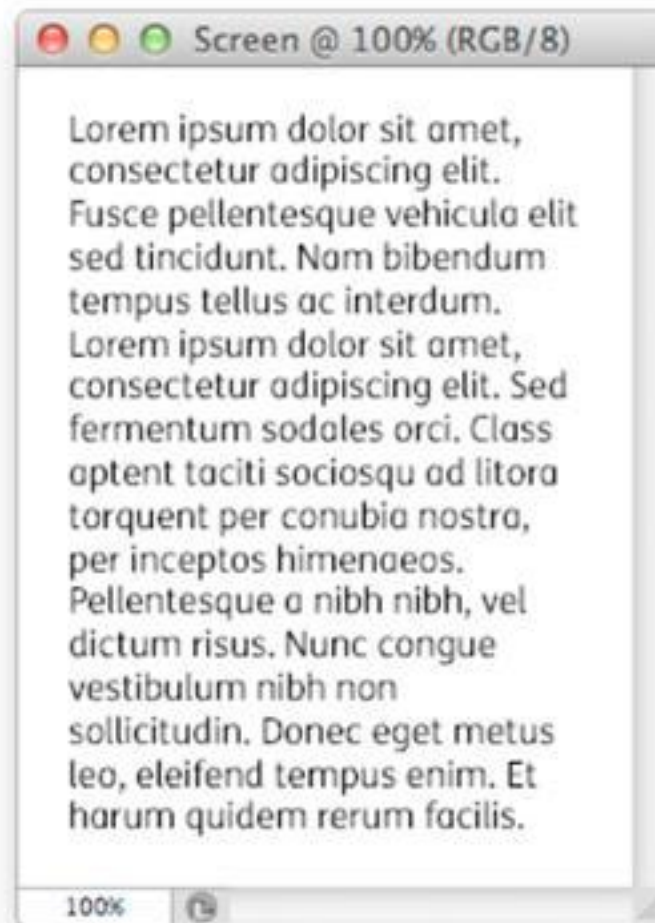 Screen @ 100% (RGB/8)
Lorem ipsum dolor sit amet,
consectetur adipiscing elit.
Fusce pellentesque vehicula elit
sed tincidunt. Nam bibendum
tempus tellus ac interdum.
Lorem ipsum dolor sit amet,
consectetur adipiscing elit. Sed
fermentum sodales orci. Class
aptent taciti sociosqu ad litora
torquent per conubia nostra,
per inceptos himenaeos.
Pellentesque a nibh nibh, vel
dictum risus. Nunc congue
vestibulum nibh non
sollicitudin. Donec eget metus
leo, eleifend tempus enim. Et
harum quidem rerum facilis.
100%